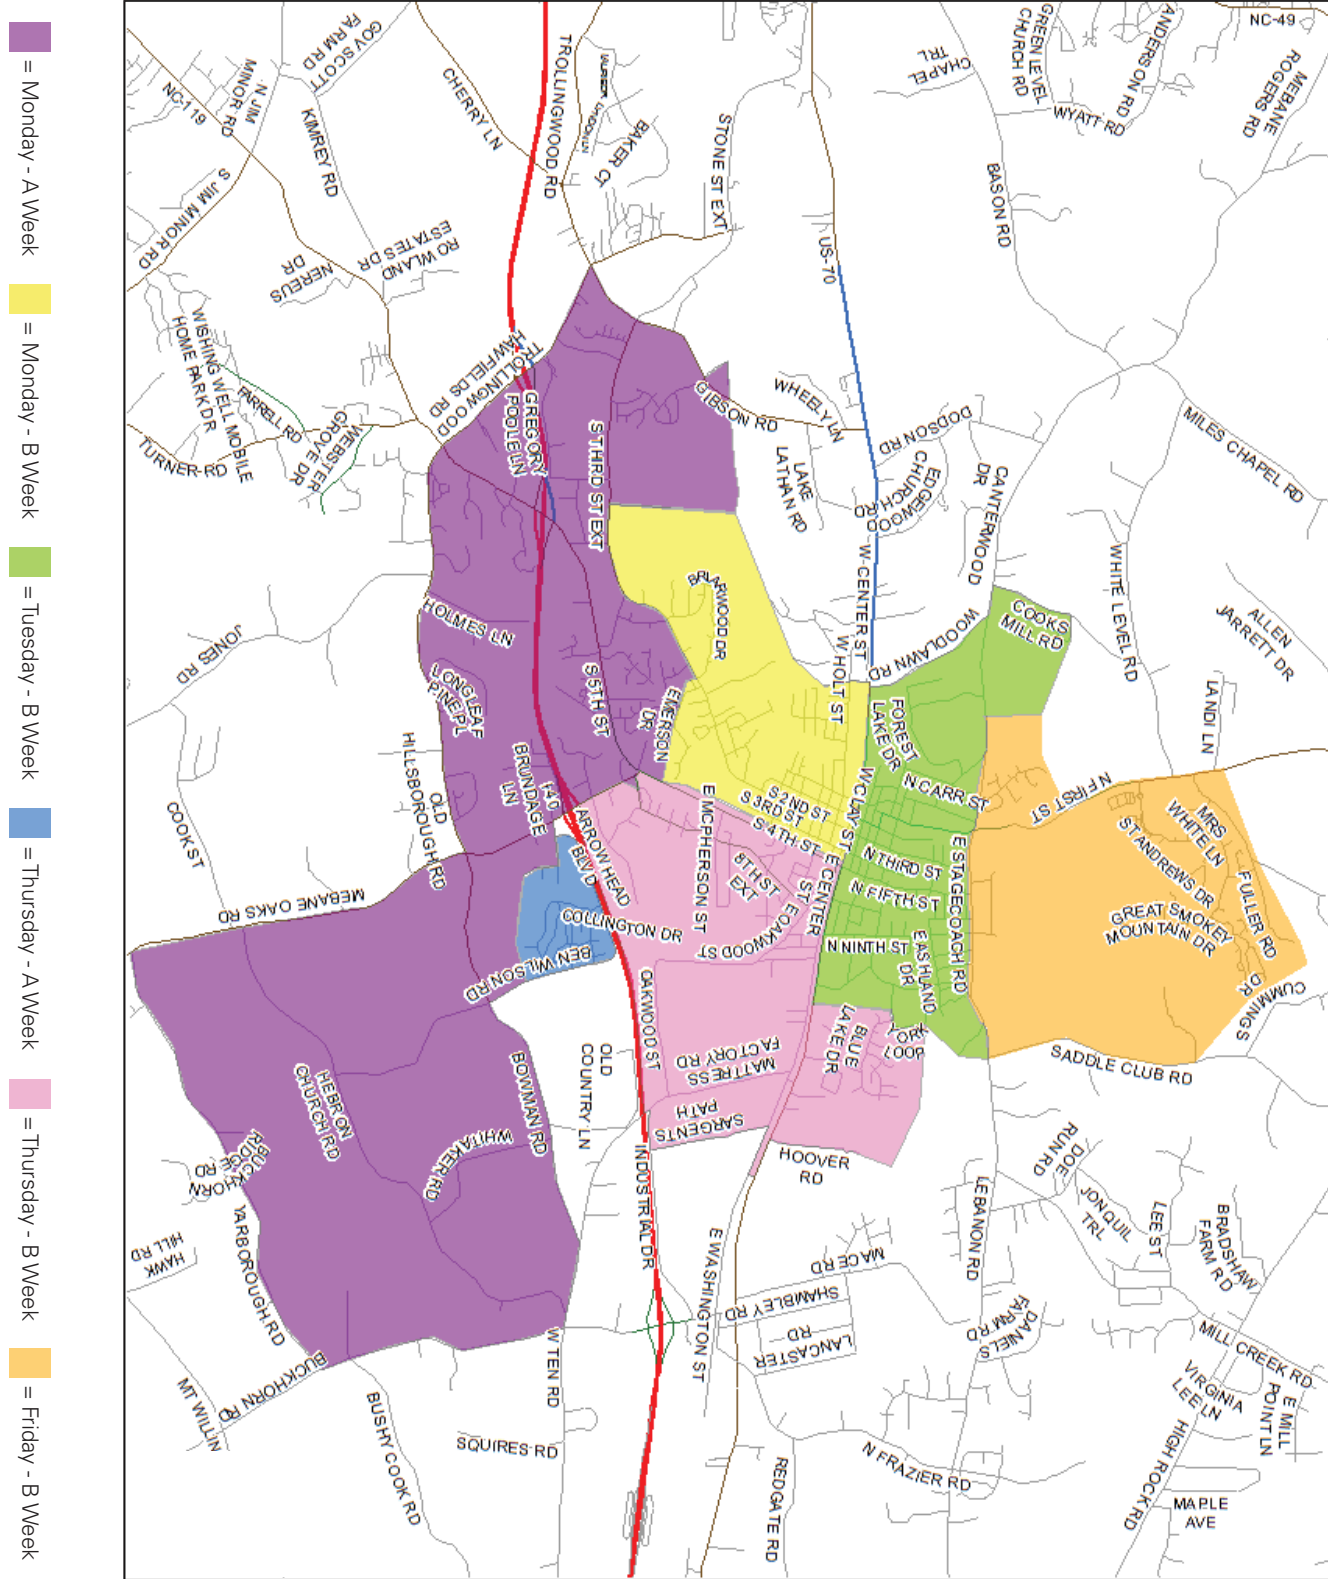 = Monday - A Week
= Monday - B Week
= Tuesday - B Week
= Thursday - A Week
= Thursday - B Week
= Friday - B Week
NC-49
GOV SCOTT
FARM RD
N JIM
MINOR RD
NC-119
KIMREY RD
CHERRY LN
TROLLINGWOOD RD
BAKER CT
STONE ST EXT
CHAPEL
TRL
GREEN LEVEL
CHURCH RD
ANDERSON RD
WYATT RD
MEBANE
ROGERS RD
BASON RD
US-70
S JIM MINOR RD
NEREUS
DR
ROWLAND
ESTATES DR
WISHING WELL MOBILE
HOME PARK DR
FARRELL RD
TURNER RD
WEBSTER
GROVE DR
TROLLINGWOOD
HAWFIELDS RD
GREGORY
POOLE LN
S THIRD ST EXT
GIBSON RD
WHEELY LN
LAKE
LATHAN RD
DODSON RD
EDGEWOOD
CHURCH RD
CANTERWOOD
DR
MILES CHAPEL RD
WHITE LEVEL RD
ALLEN
JARRETT DR
LANDI LN
W CENTER ST
WOODLAWN RD
COOKS
MILL RD
BRIARWOOD DR
W HOLT ST
HOLMES LN
JONES RD
LONGLEAF
PINE PL
S 5TH ST
EMERSON
DR
FOREST
LAKE DR
N CARR ST
N FIRST ST
MRS
WHITE LN
ST ANDREWS DR
FULLER RD
GREAT SMOKEY
MOUNTAIN DR
CUMMINGS
DR
OLD
HILLSBOROUGH RD
BRUNDAGE
LN
I-40
ARROWHEAD
BLVD
E MCPHERSON ST
S 2ND ST
S 3RD ST
S 4TH ST
W CLAY ST
E CENTER
ST
8TH ST
EXT
E OAKWOOD ST
N THIRD ST
N FIFTH ST
N NINTH ST
E ASHLAND
DR
E STAGECOACH RD
COOK ST
MEBANE OAKS RD
COLLINGTON DR
BEN WILSON RD
OAKWOOD ST
MATTRESS
FACTORY RD
BLUE
LAKE DR
YORK
LOOP
SADDLE CLUB RD
SARGENTS
PATH
HOOVER
RD
OLD
COUNTRY LN
BOWMAN RD
HEBRON
CHURCH RD
WHITAKER RD
BUCKHORN
RIDGE RD
YARBOROUGH RD
HAWK
HILL RD
INDUSTRIAL DR
E WASHINGTON ST
MACE RD
SHAMBLEY RD
LANCASTER
RD
LEBANON RD
DOE
RUN RD
JONQUIL
TRL
LEE ST
BRADSHAW
FARM RD
DANIELS
FARM RD
MILL CREEK RD
VIRGINIA
LEE LN
E MILL
POINT LN
HIGH ROCK RD
MAPLE
AVE
N FRAZIER RD
REDGATE RD
W TEN RD
SQUIRES RD
BUSHY COOK RD
BUCKHORN RD
MT WILLIN